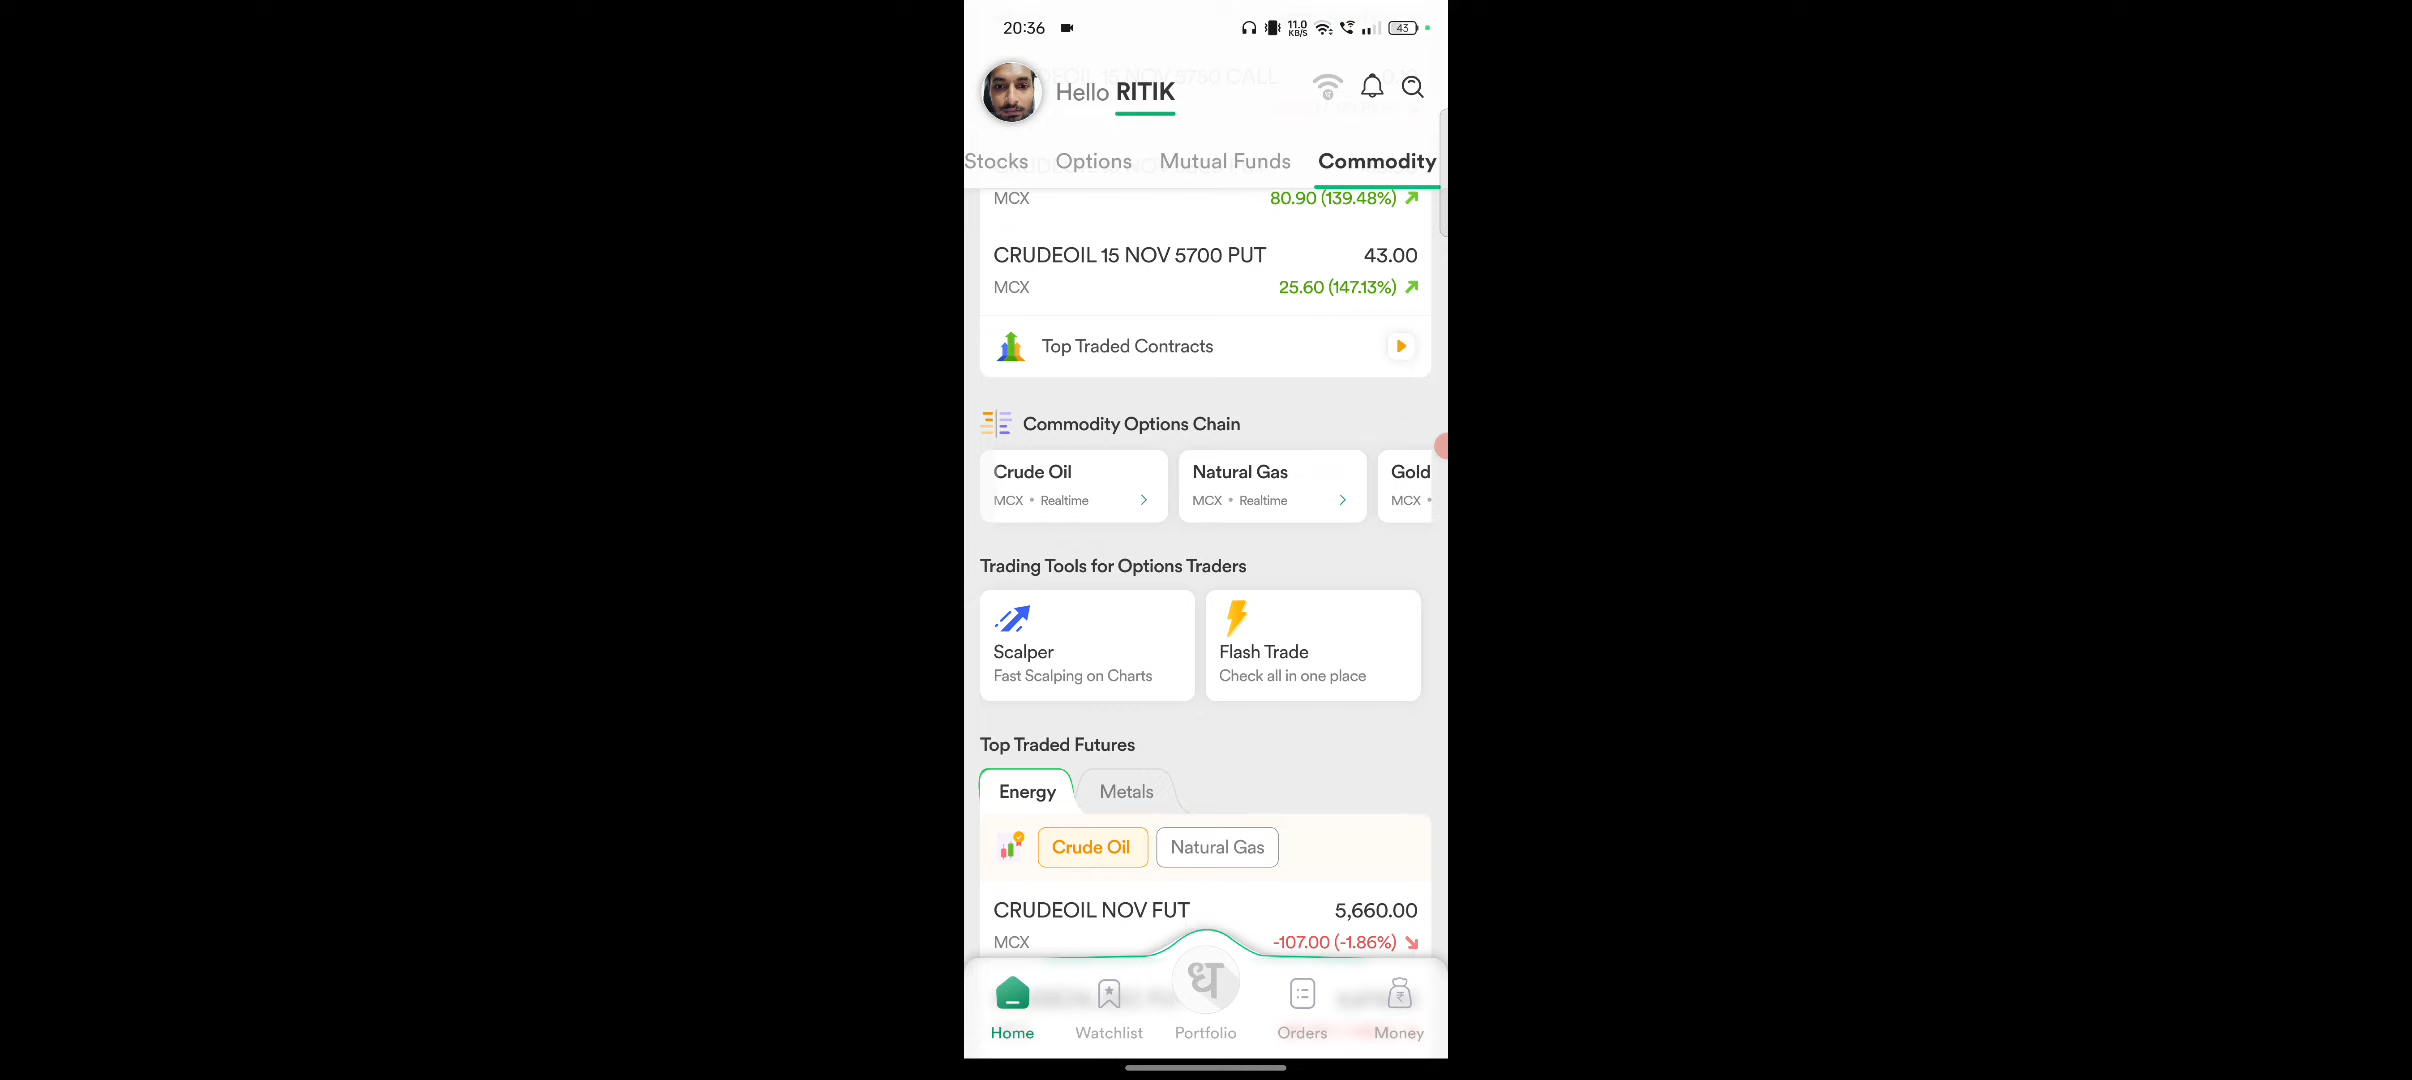 20:36 11.0 KB/S 43
Hello RITIK
Stocks Options Mutual Funds Commodity
MCX 80.90 (139.48%)
CRUDEOIL 15 NOV 5700 PUT 43.00
MCX 25.60 (147.13%)
Top Traded Contracts
Commodity Options Chain
Crude Oil Natural Gas Gold
MCX • Realtime MCX • Realtime MCX •
Trading Tools for Options Traders
Scalper Flash Trade
Fast Scalping on Charts Check all in one place
Top Traded Futures
Energy Metals
Crude Oil Natural Gas
CRUDEOIL NOV FUT 5,660.00
MCX -107.00 (-1.86%)
ध
Home Watchlist Portfolio Orders Money